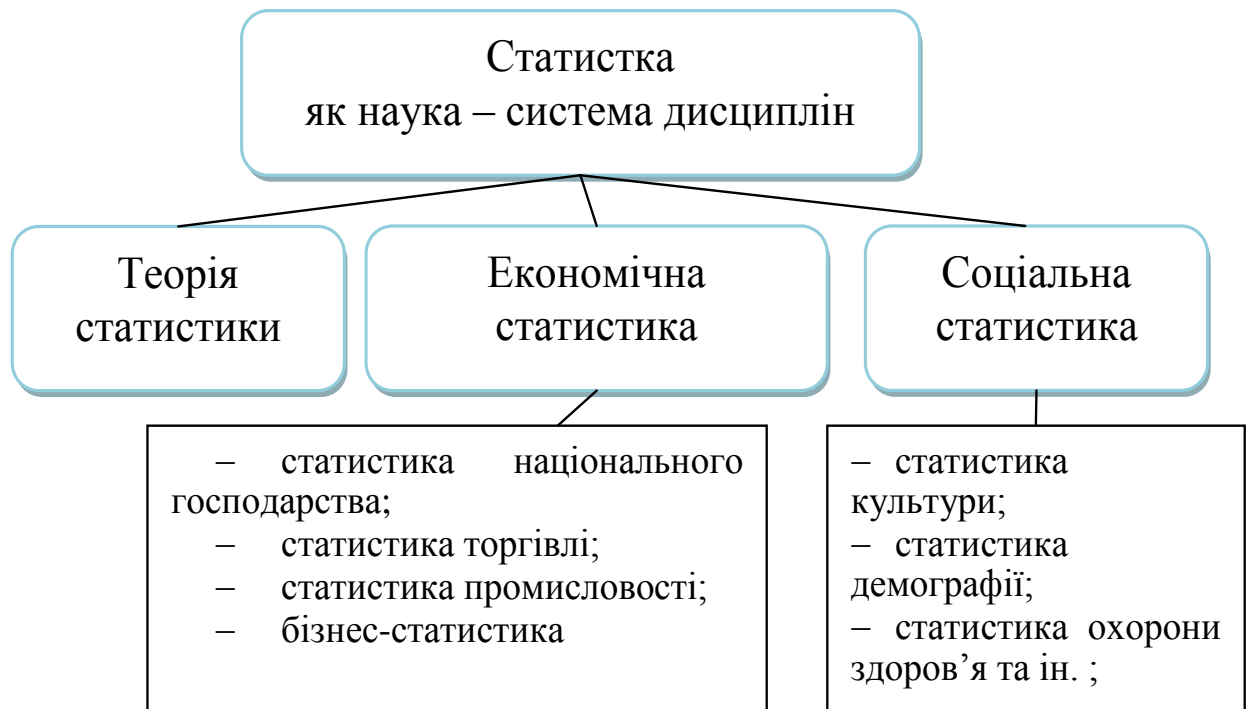 Статистка
як наука – система дисциплін
Теорія
статистики
Економічна
статистика
Соціальна
статистика
– статистика національного
господарства;
– статистика торгівлі;
– статистика промисловості;
– бізнес-статистика
– статистика
культури;
– статистика
демографії;
– статистика охорони
здоров’я та ін. ;